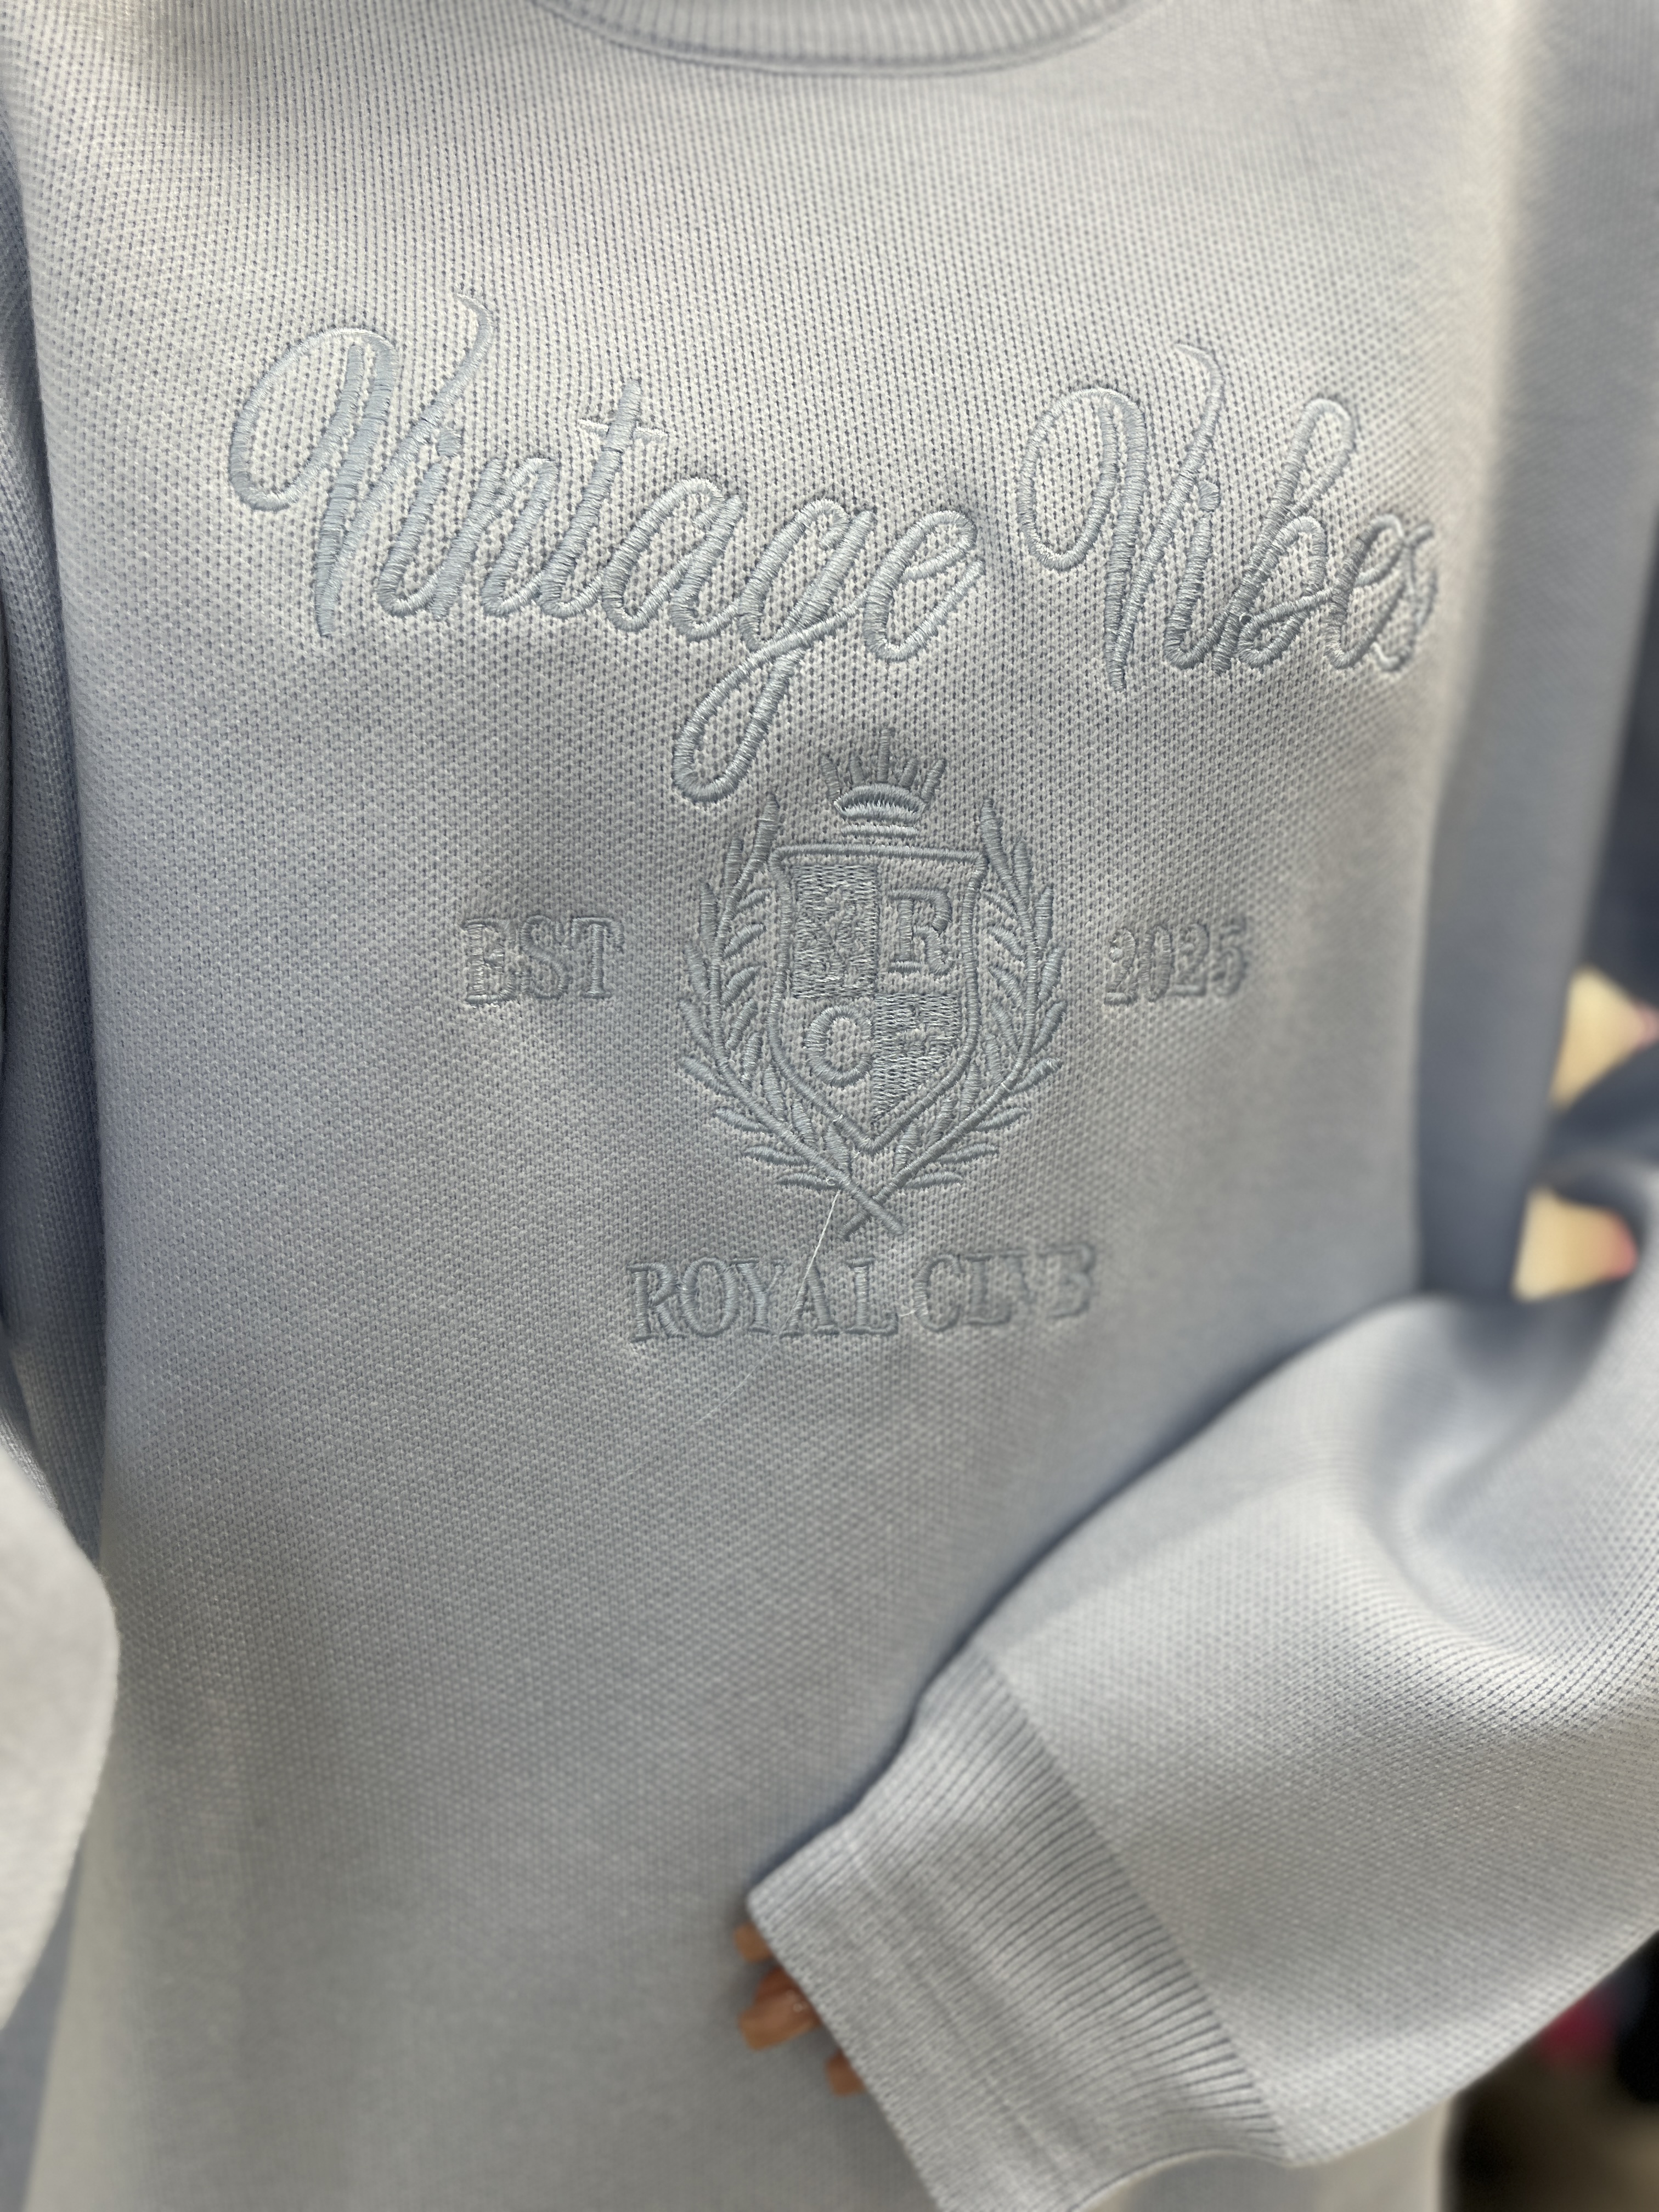 Vintage Vibes
EST 2025
R
C
ROYAL CLUB